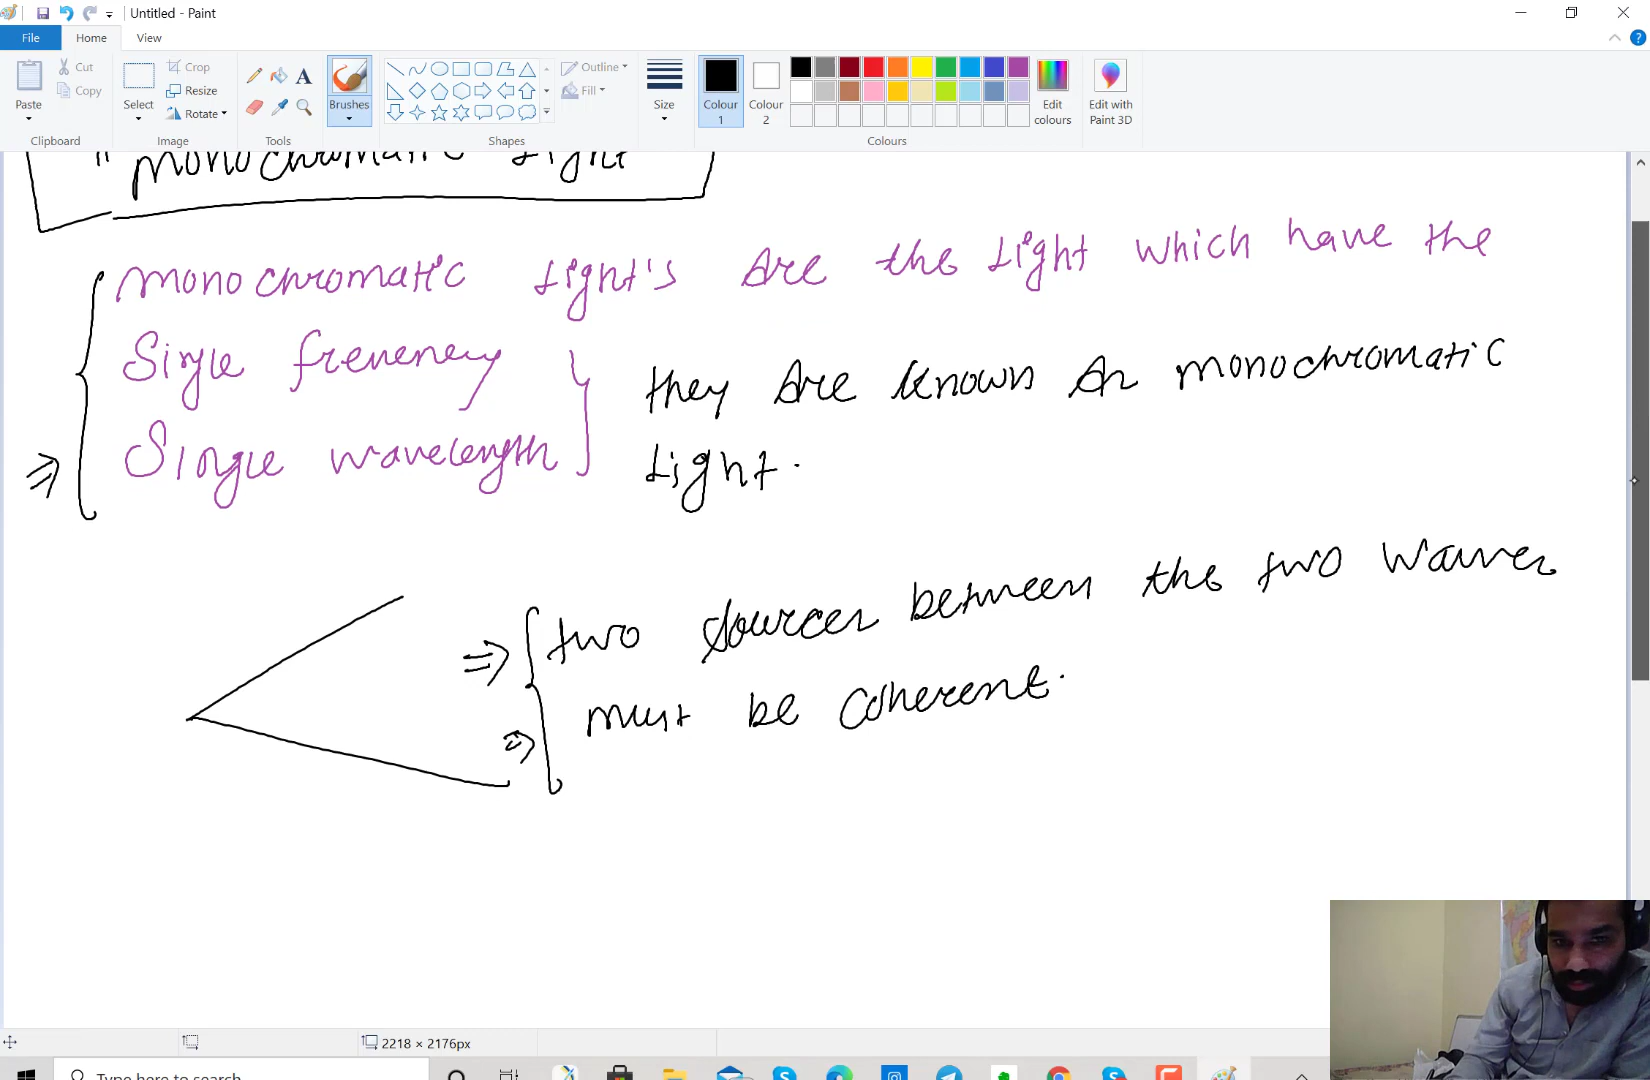 Untitled - Paint
File Home View
Paste Cut Copy Select Crop Resize Rotate Brushes Outline Fill Size Colour 1 Colour 2 Edit colours Edit with Paint 3D
Clipboard Image Tools Shapes Colours
monochromatic Light
monochromatic Light's Are the Light which have the
Single frequency
they Are known As monochromatic
Single wavelength
Light.
two sources between the two waves
must be coherent.
2218 × 2176px
Type here to search